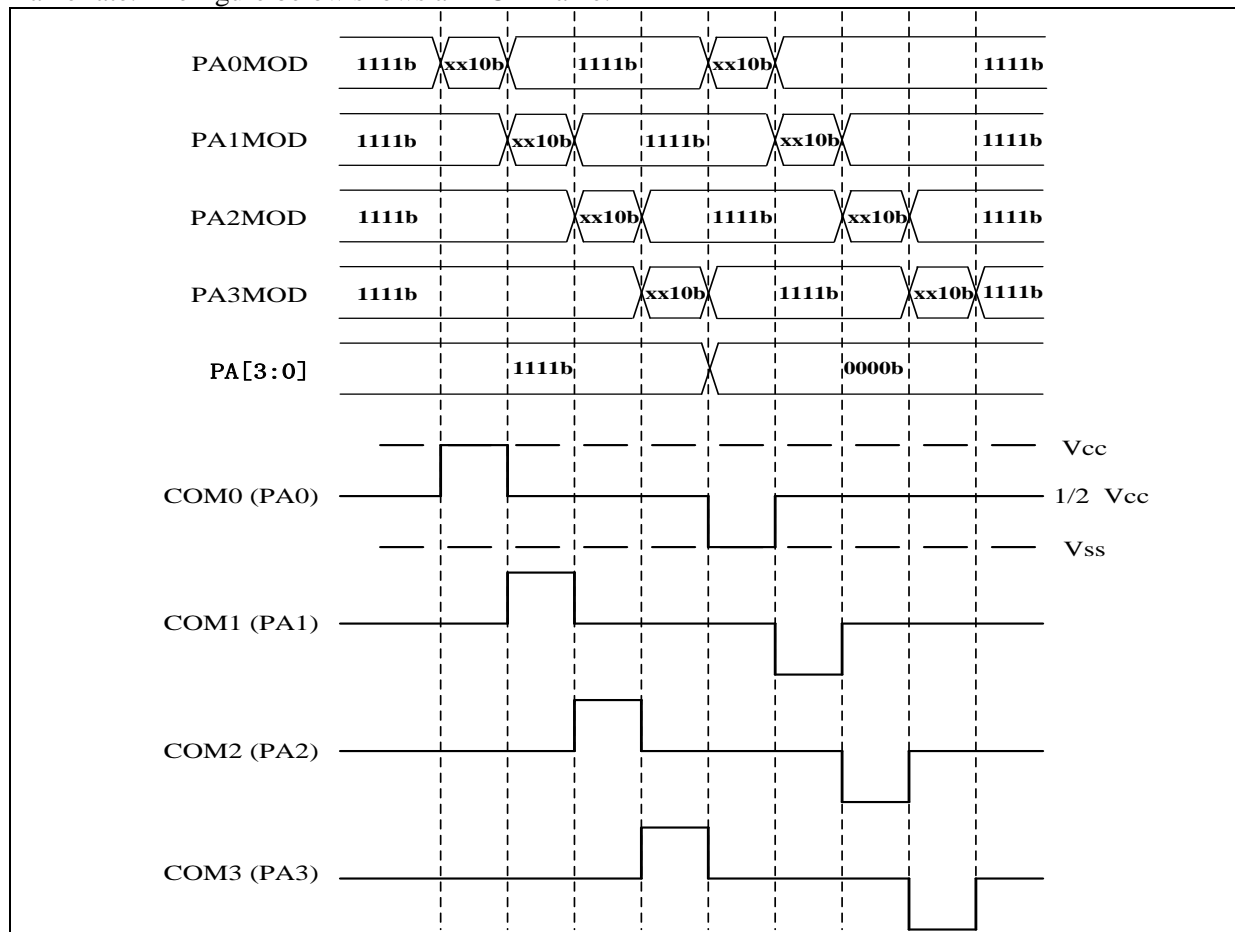 PA0MOD 1111b xx10b 1111b xx10b 1111b
PA1MOD 1111b xx10b 1111b xx10b 1111b
PA2MOD 1111b xx10b 1111b xx10b 1111b
PA3MOD 1111b xx10b 1111b xx10b 1111b
PA[3:0] 1111b 0000b
Vcc
COM0 (PA0) 1/2 Vcc
Vss
COM1 (PA1)
COM2 (PA2)
COM3 (PA3)